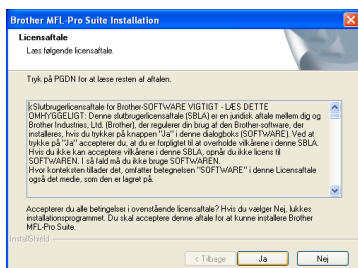 Brother MFL-Pro Suite Installation
Licensaftale
Læs følgende licensaftale.
Tryk på PGDN for at læse resten af aftalen.
<Slutbrugerlicensaftale for Brother-SOFTWARE VIGTIGT - LÆS DETTE
OMHYGGELIGT: Denne slutbrugerlicensaftale (SBLA) er en juridisk aftale mellem dig og
Brother Industries, Ltd. (Brother), der regulerer din brug af den Brother-software, der
installeres, hvis du trykker på knappen "Ja" i denne dialogboks (SOFTWARE). Ved at
trykke på "Ja" accepterer du, at du er forpligtet til at overholde vilkårene i denne SBLA.
Hvis du ikke kan acceptere vilkårene i denne SBLA, opnår du ikke licens til
SOFTWAREN. I så fald må du ikke bruge SOFTWAREN.
Hvor konteksten tillader det, omfatter betegnelsen "SOFTWARE" i denne Licensaftale
også det medie, som den er lagret på.
Accepterer du alle betingelser i ovenstående licensaftale? Hvis du vælger Nej, lukkes
installationsprogrammet. Du skal acceptere denne aftale for at kunne installere Brother
MFL-Pro Suite.
InstallShield
< Tilbage
Ja
Nej